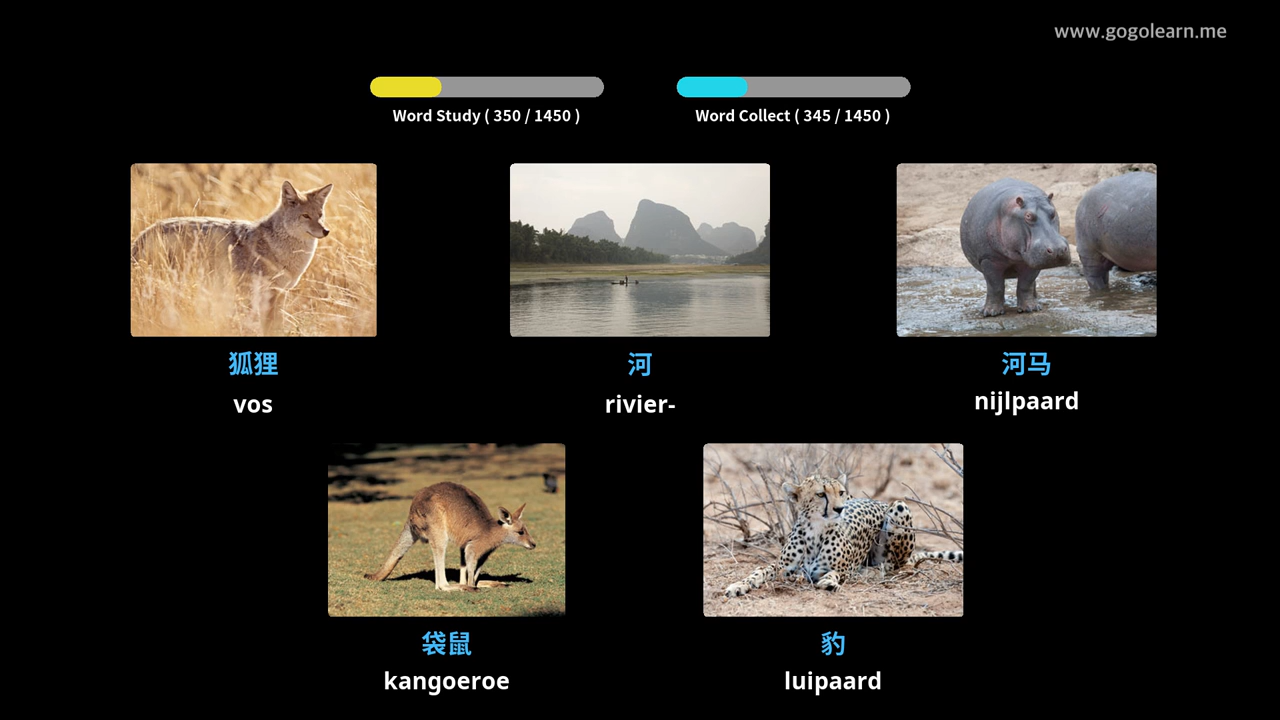 www.gogolearn.me
Word Study ( 350 / 1450 )
Word Collect ( 345 / 1450 )
狐狸
vos
河
rivier-
河马
nijlpaard
袋鼠
kangoeroe
豹
luipaard